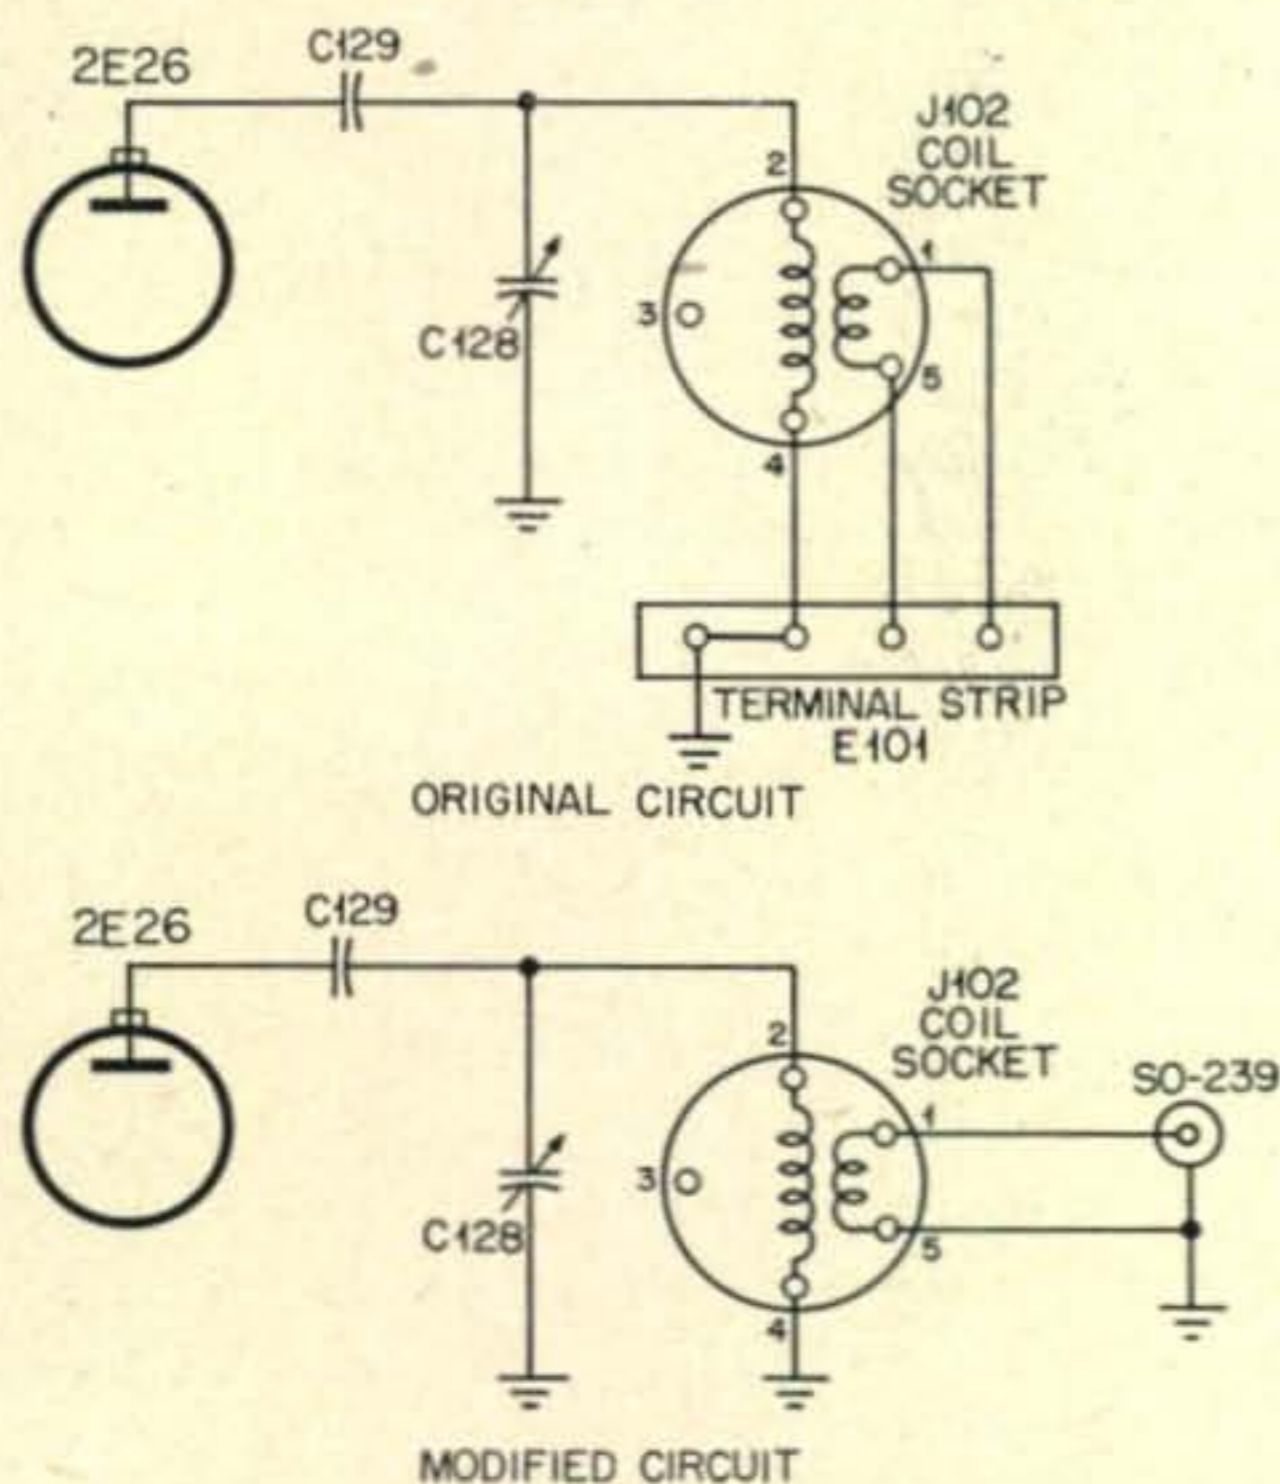 2E26
C129
J102
COIL
SOCKET
2
1
3
C128
5
4
TERMINAL STRIP
E101
ORIGINAL CIRCUIT
2E26
C129
J102
COIL
SOCKET
SO-239
2
1
3
C128
5
4
MODIFIED CIRCUIT